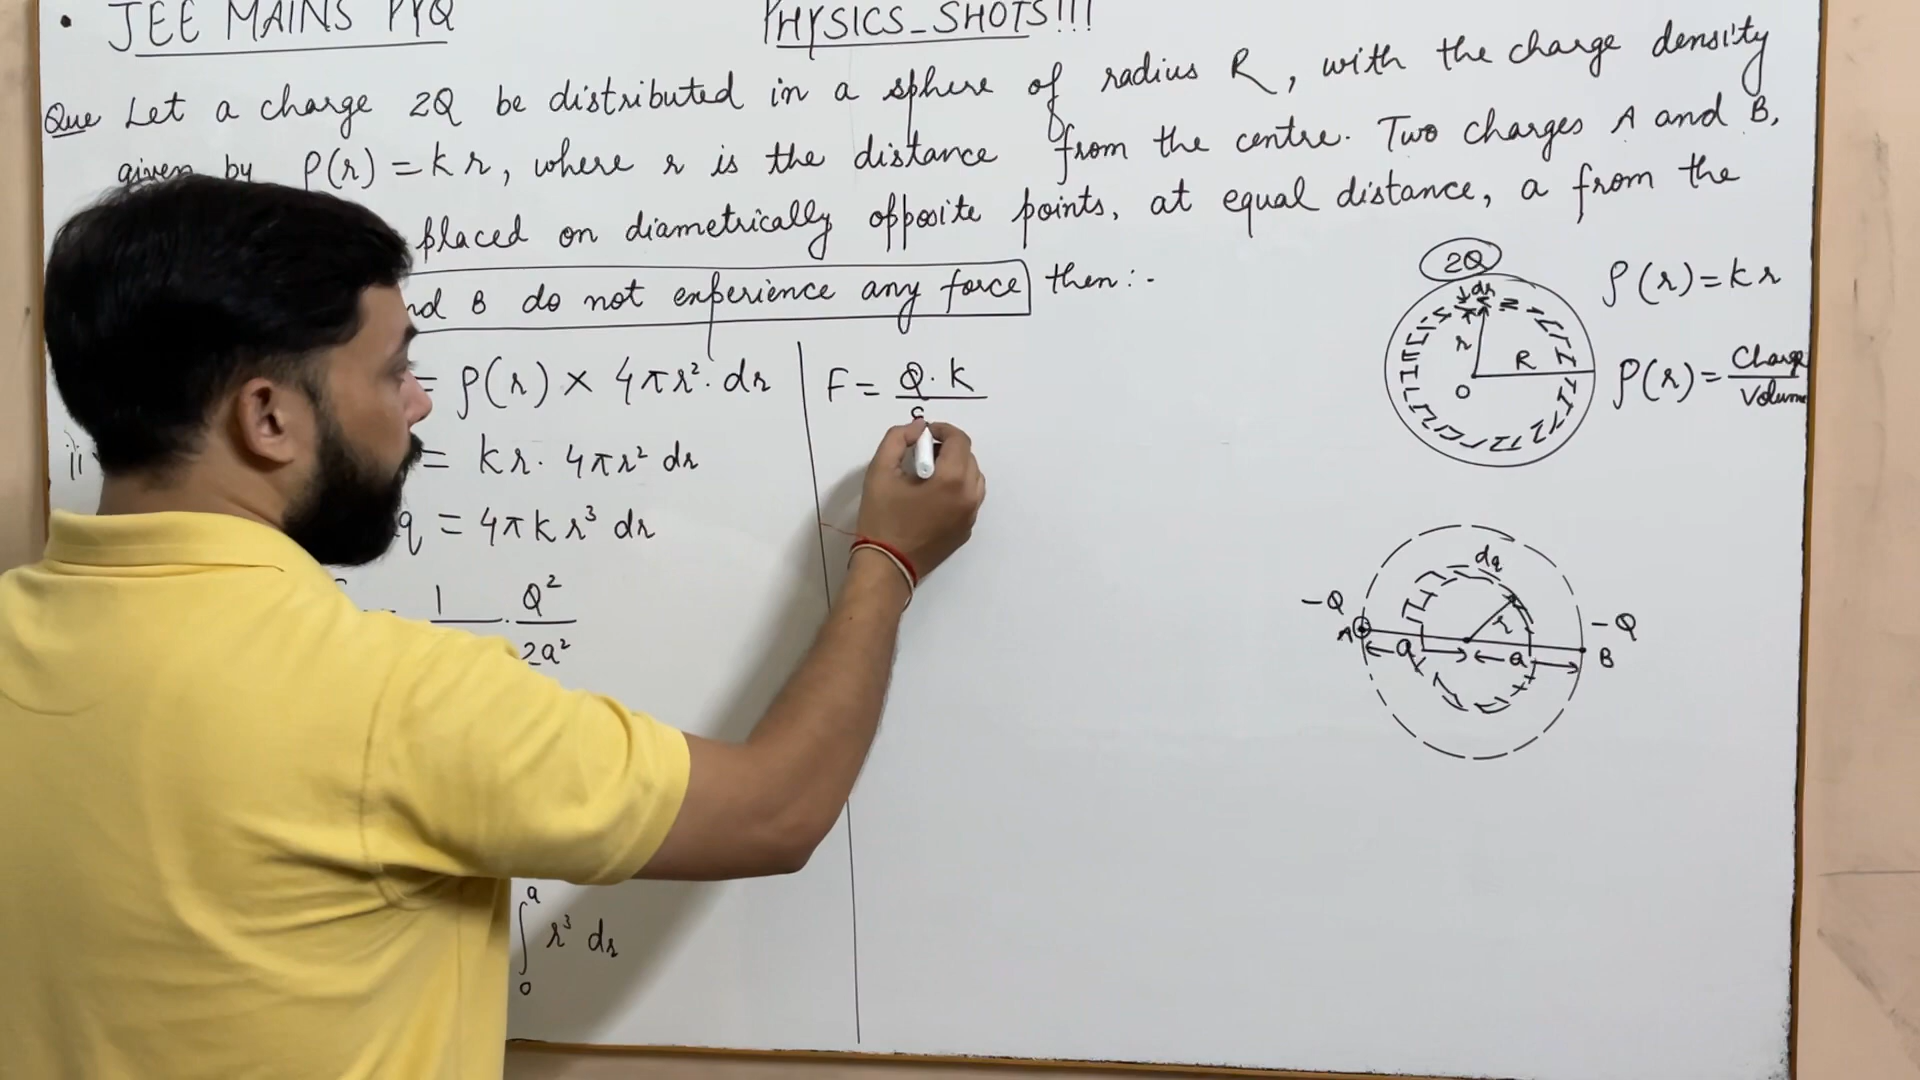 • JEE MAINS PYQ
PHYSICS_SHOTS!!!
Que Let a charge 2Q be distributed in a sphere of radius R, with the charge density
given by ρ(r) = kr, where r is the distance from the centre. Two charges A and B,
placed on diametrically opposite points, at equal distance, a from the
nd B do not experience any force then:-
= ρ(r) × 4πr²·dr
= kr·4πr² dr
q = 4πkr³ dr
1/ · Q²/2a²
∫₀ᵃ r³ dr
F = Q·k/
2Q
dr
r
R
O
ρ(r) = kr
ρ(r) = Charge/Volume
dq
r
-Q
A
a
a
B
-Q